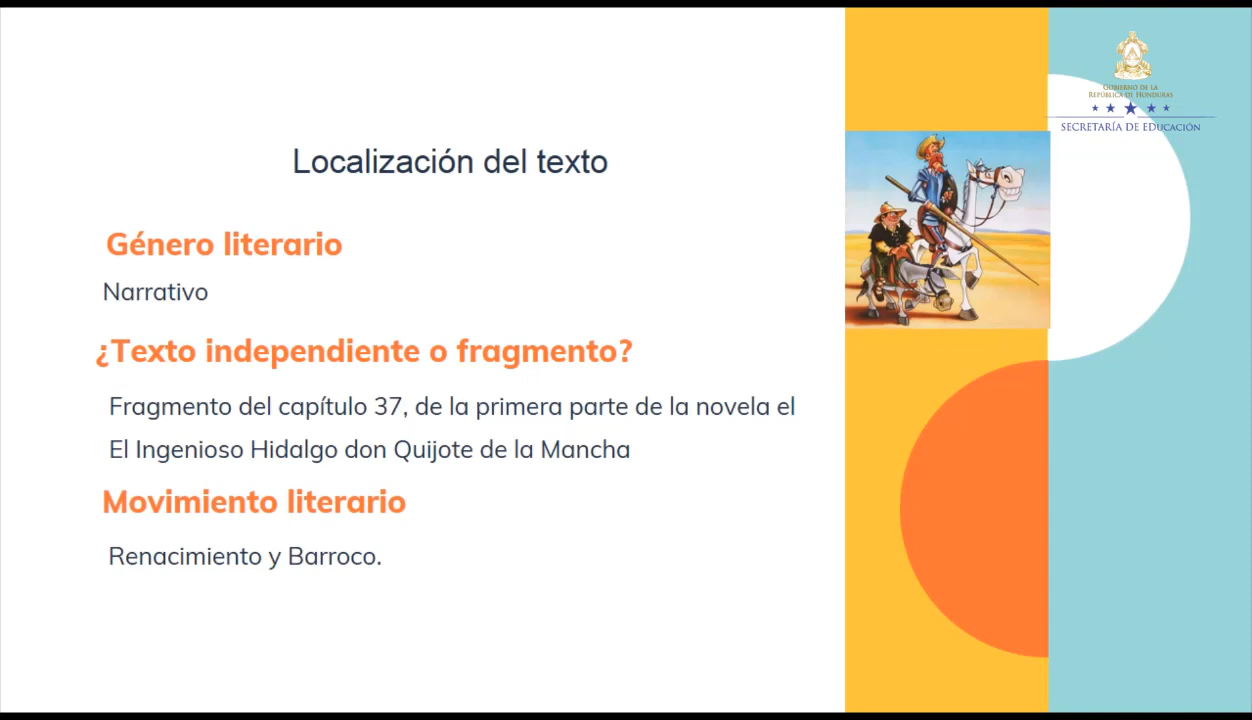 Localización del texto
Género literario
Narrativo
¿Texto independiente o fragmento?
Fragmento del capítulo 37, de la primera parte de la novela el
El Ingenioso Hidalgo don Quijote de la Mancha
Movimiento literario
Renacimiento y Barroco.
GOBIERNO DE LA
REPÚBLICA DE HONDURAS
SECRETARÍA DE EDUCACIÓN